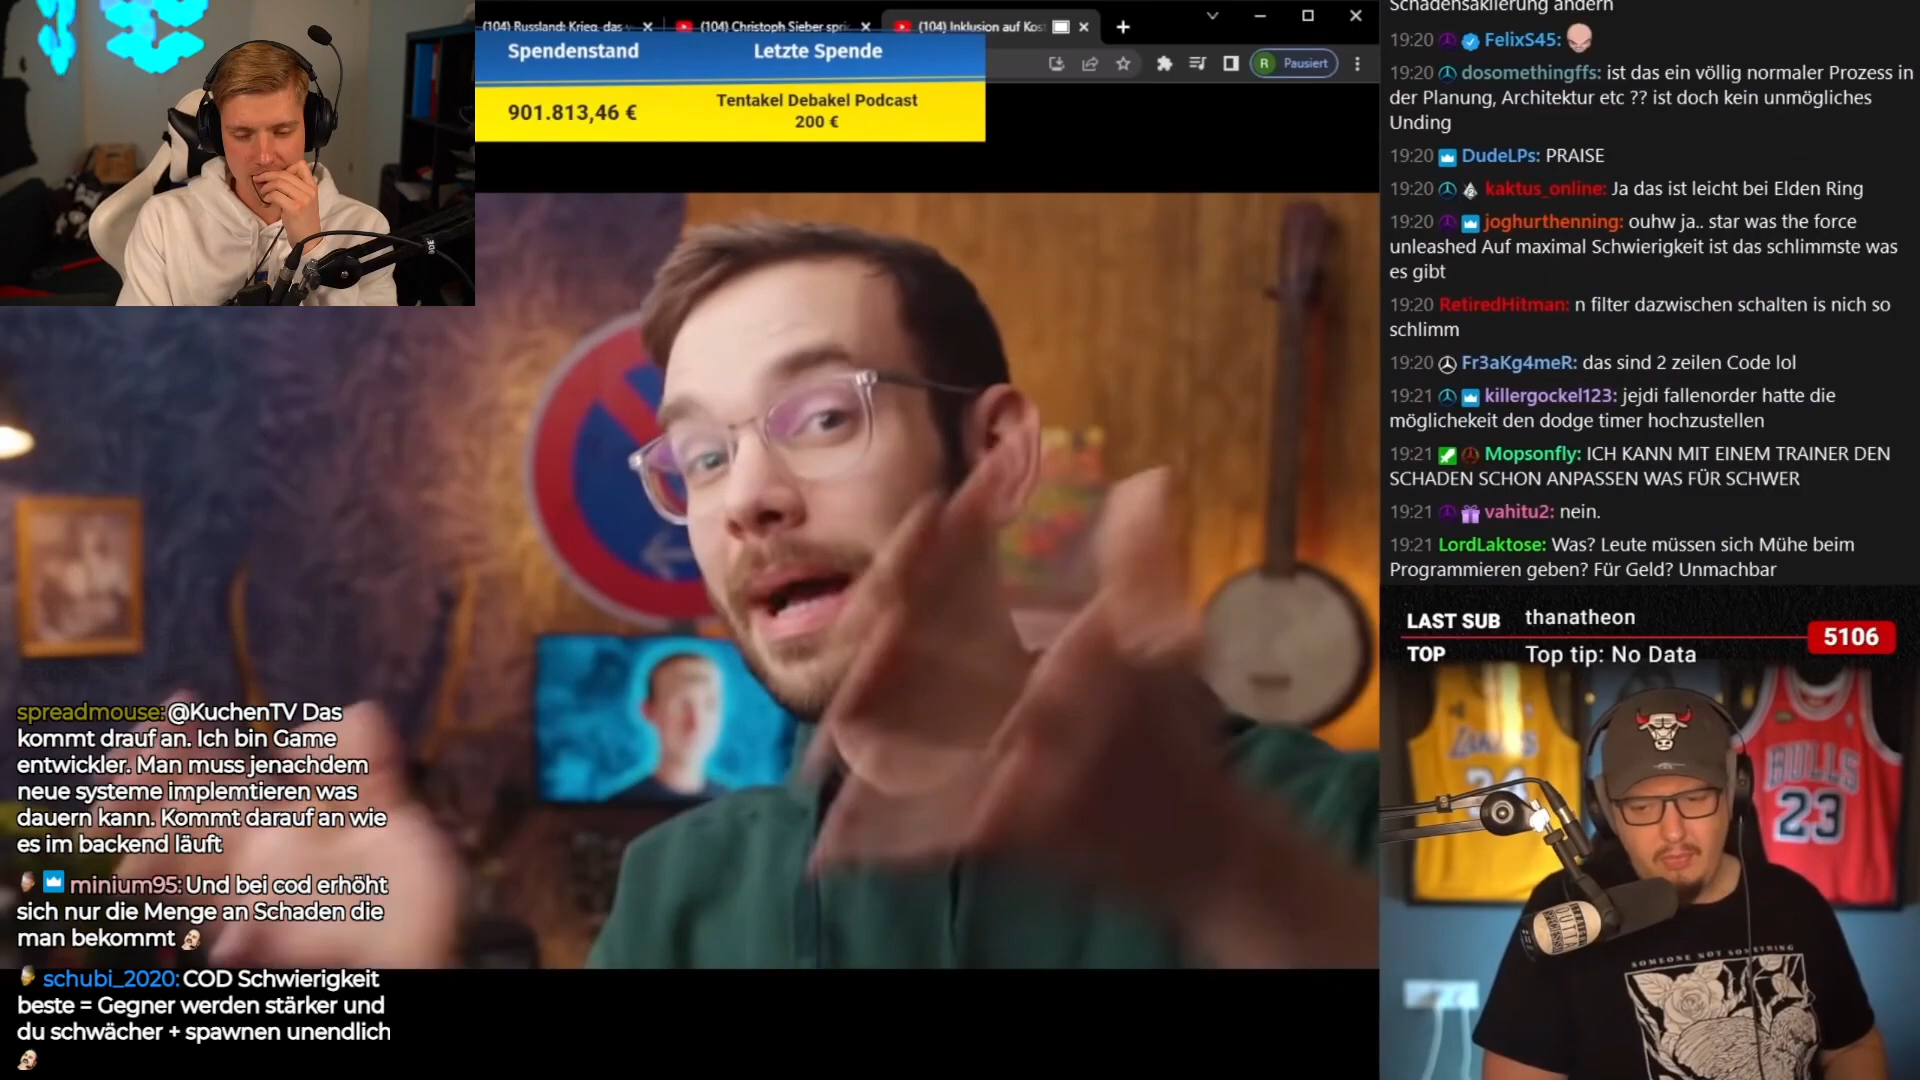 (104) Russland: Krieg, das
(104) Christoph Sieber spri
(104) Inklusion auf Kos
Spendenstand
Letzte Spende
R Pausiert
901.813,46 €
Tentakel Debakel Podcast
200 €
spreadmouse: @KuchenTV Das
kommt drauf an. Ich bin Game
entwickler. Man muss jenachdem
neue systeme implemtieren was
dauern kann. Kommt darauf an wie
es im backend läuft
minium95: Und bei cod erhöht
sich nur die Menge an Schaden die
man bekommt
schubi_2020: COD Schwierigkeit
beste = Gegner werden stärker und
du schwächer + spawnen unendlich
Schadensaklierung ändern
19:20 FelixS45:
19:20 dosomethingffs: ist das ein völlig normaler Prozess in
der Planung, Architektur etc ?? ist doch kein unmögliches
Unding
19:20 DudeLPs: PRAISE
19:20 kaktus_online: Ja das ist leicht bei Elden Ring
19:20 joghurthenning: ouhw ja.. star was the force
unleashed Auf maximal Schwierigkeit ist das schlimmste was
es gibt
19:20 RetiredHitman: n filter dazwischen schalten is nich so
schlimm
19:20 Fr3aKg4meR: das sind 2 zeilen Code lol
19:21 killergockel123: jejdi fallenorder hatte die
möglichekeit den dodge timer hochzustellen
19:21 Mopsonfly: ICH KANN MIT EINEM TRAINER DEN
SCHADEN SCHON ANPASSEN WAS FÜR SCHWER
19:21 vahitu2: nein.
19:21 LordLaktose: Was? Leute müssen sich Mühe beim
Programmieren geben? Für Geld? Unmachbar
LAST SUB thanatheon
5106
TOP Top tip: No Data
LAKERS
BULLS
23
OUTTA
SOMEONE NOT SOMETHING